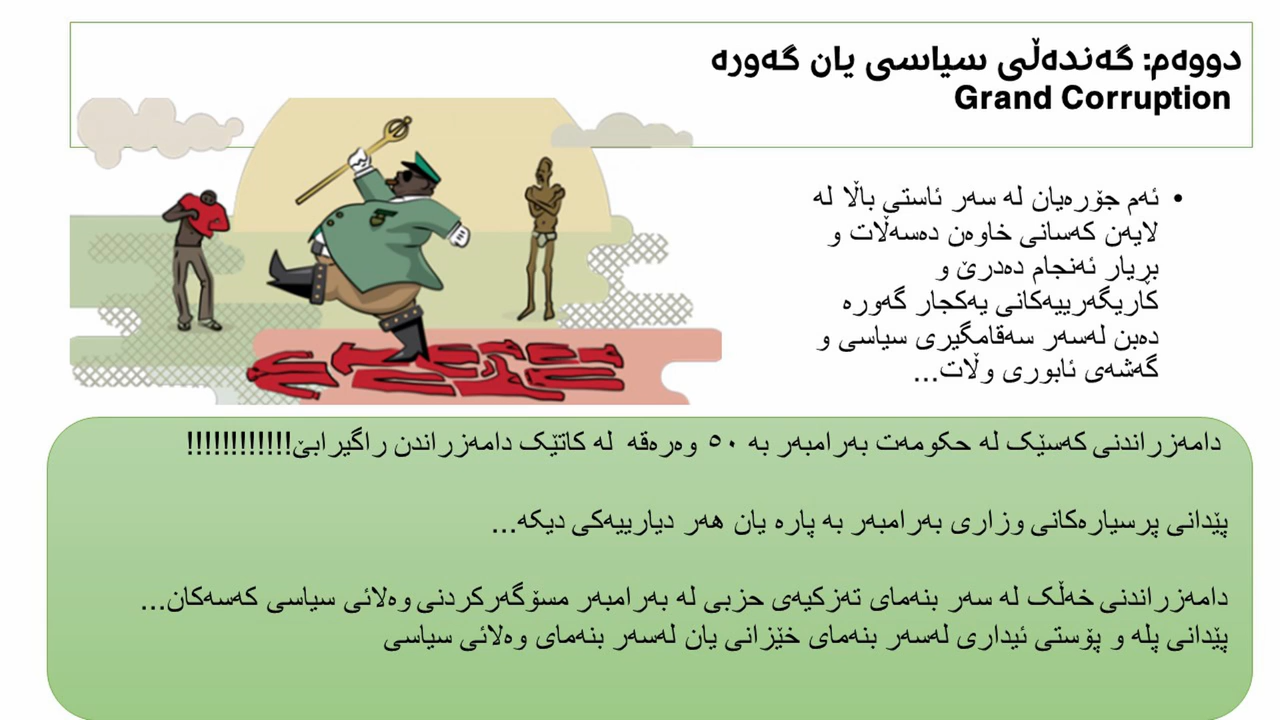 دووەم: گەندەڵی سیاسی یان گەورە
Grand Corruption
• ئەم جۆرەیان لە سەر ئاستی باڵا لە
لایەن کەسانی خاوەن دەسەڵات و
بڕیار ئەنجام دەدرێ و
کاریگەرییەکانی یەکجار گەورە
دەبن لەسەر سەقامگیری سیاسی و
گەشەی ئابوری وڵات...
دامەزراندنی کەسێک لە حکومەت بەرامبەر بە ٥٠ وەرەقە لە کاتێک دامەزراندن راگیرابێ!!!!!!!!!!!!
پێدانی پرسیارەکانی وزاری بەرامبەر بە پارە یان هەر دیارییەکی دیکە...
دامەزراندنی خەڵک لە سەر بنەمای تەزکیەی حزبی لە بەرامبەر مسۆگەرکردنی وەلائی سیاسی کەسەکان...
پێدانی پلە و پۆستی ئیداری لەسەر بنەمای خێزانی یان لەسەر بنەمای وەلائی سیاسی